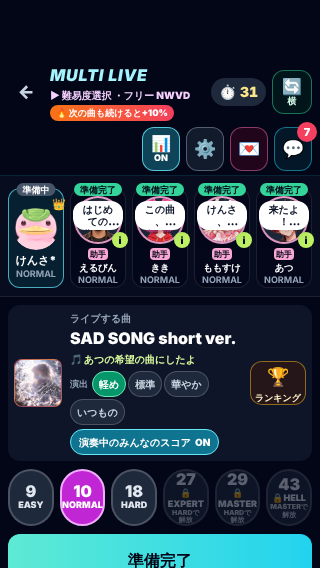 MULTI LIVE
▶ 難易度選択 ・フリー NWVD
🔥 次の曲も続けると+10%
⏱️ 31
🔄
横
📊
ON
⚙️
💌
💬
7
準備中
準備完了
準備完了
準備完了
準備完了
はじめ
ての…
この曲
、…
けんさ
、…
来たよ
！…
i
i
i
i
助手
助手
助手
助手
けんさ*
えるぴん
きき
ももすけ
あつ
NORMAL
NORMAL
NORMAL
NORMAL
NORMAL
ライブする曲
SAD SONG short ver.
🎵 あつの希望の曲にしたよ
演出
軽め
標準
華やか
いつもの
演奏中のみんなのスコア ON
🏆
ランキング
9
EASY
10
NORMAL
18
HARD
27
🔒
EXPERT
HARDで
解放
29
🔒
MASTER
HARDで
解放
43
🔒HELL
MASTERで
解放
準備完了